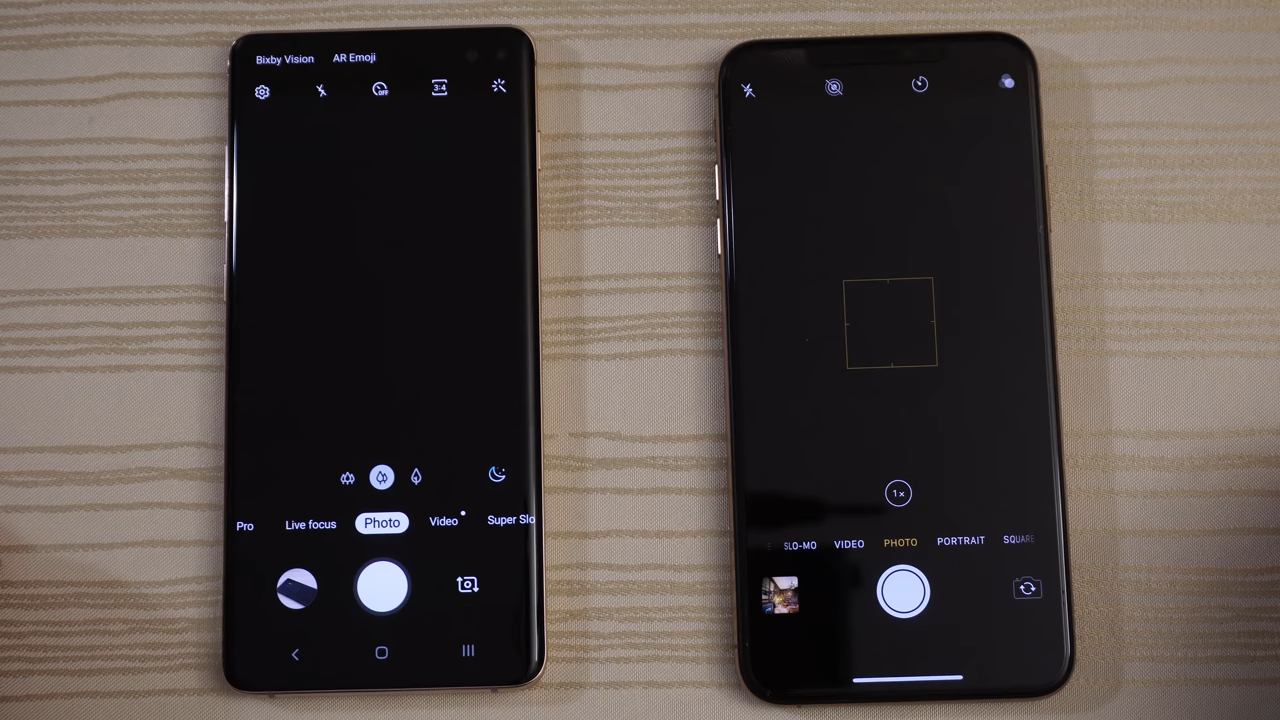 Bixby Vision AR Emoji
OFF 3:4
Pro Live focus Photo Video Super Slo
1×
SLO-MO VIDEO PHOTO PORTRAIT SQUARE